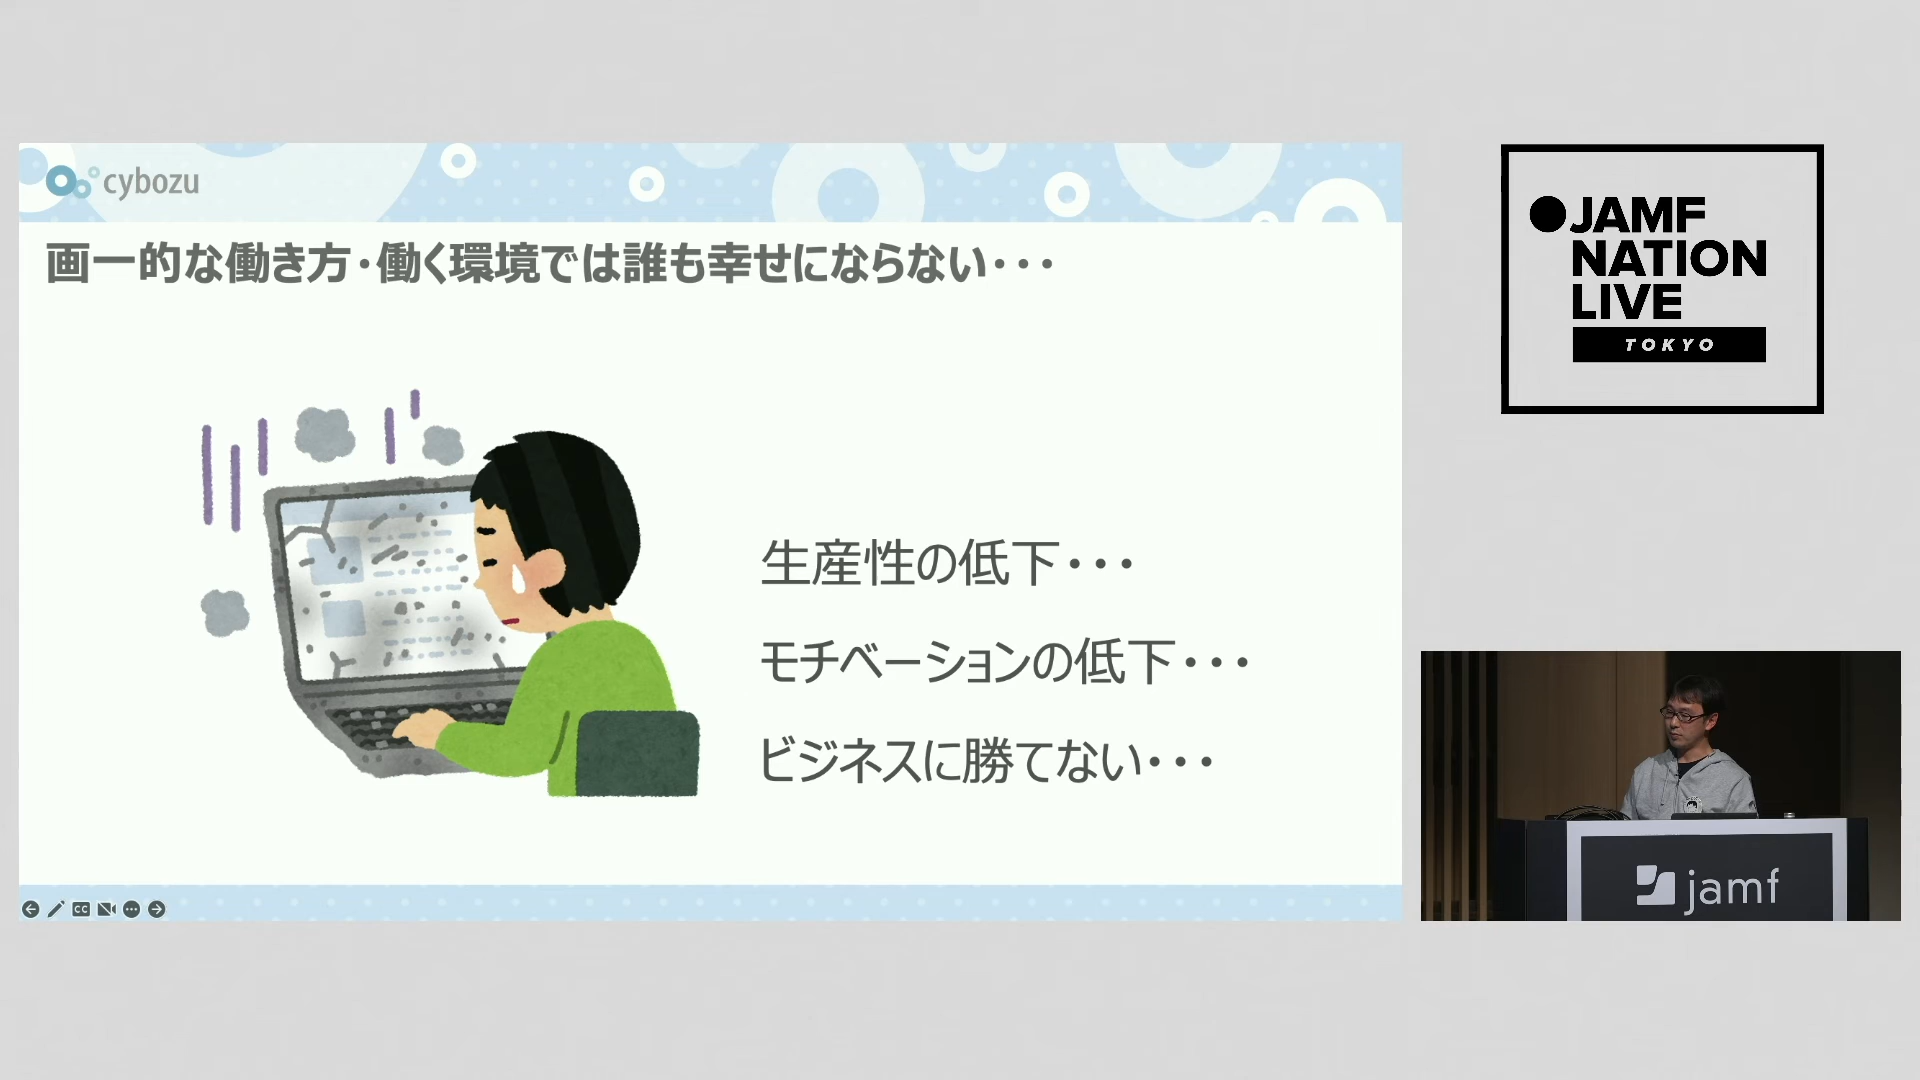 cybozu
画一的な働き方・働く環境では誰も幸せにならない・・・
生産性の低下・・・
モチベーションの低下・・・
ビジネスに勝てない・・・
CC
JAMF
NATION
LIVE
TOKYO
jamf